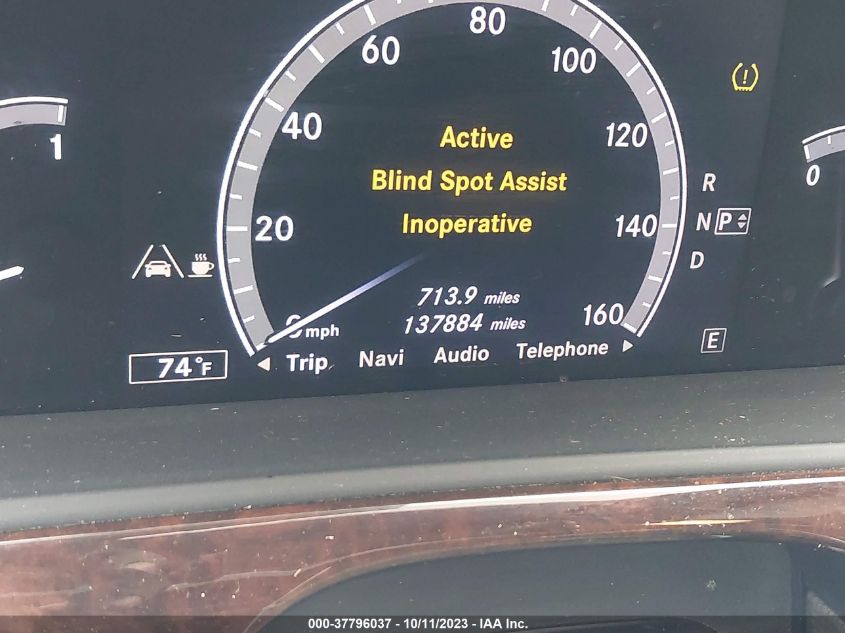 80
60
100
40
120
1
0
Active
Blind Spot Assist
Inoperative
R
20
140
N P
D
713.9 miles
160
0 mph
137884 miles
E
74°F
Trip Navi Audio Telephone
000-37796037 - 10/11/2023 - IAA Inc.